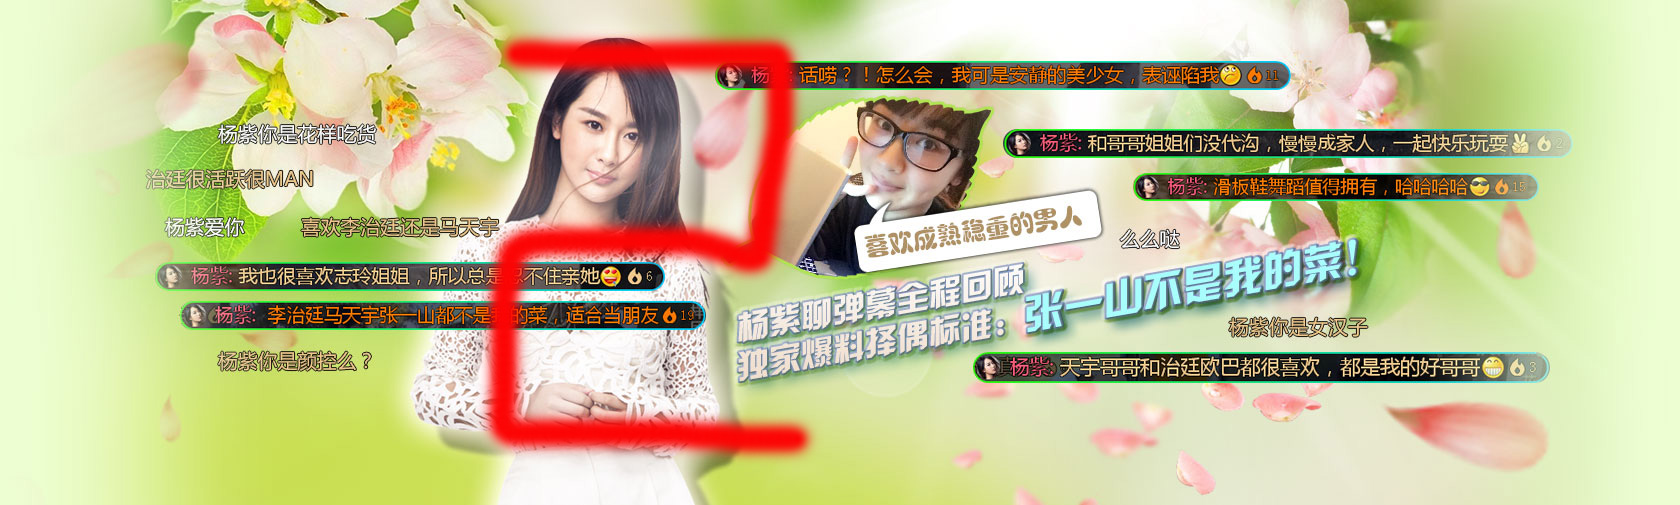 杨紫: 话唠？！怎么会，我可是安静的美少女，表诬陷我 11
杨紫你是花样吃货
杨紫: 和哥哥姐姐们没代沟，慢慢成家人，一起快乐玩耍 2
治廷很活跃很MAN
杨紫: 滑板鞋舞蹈值得拥有，哈哈哈哈 15
杨紫爱你 喜欢李治廷还是马天宇
喜欢成熟稳重的男人
么么哒
杨紫: 我也很喜欢志玲姐姐，所以总是忍不住亲她 6
杨紫: 李治廷马天宇张一山都不是我的菜，适合当朋友 19
杨紫聊弹幕全程回顾
独家爆料择偶标准：张一山不是我的菜！
杨紫你是女汉子
杨紫你是颜控么？
杨紫: 天宇哥哥和治廷欧巴都很喜欢，都是我的好哥哥 3